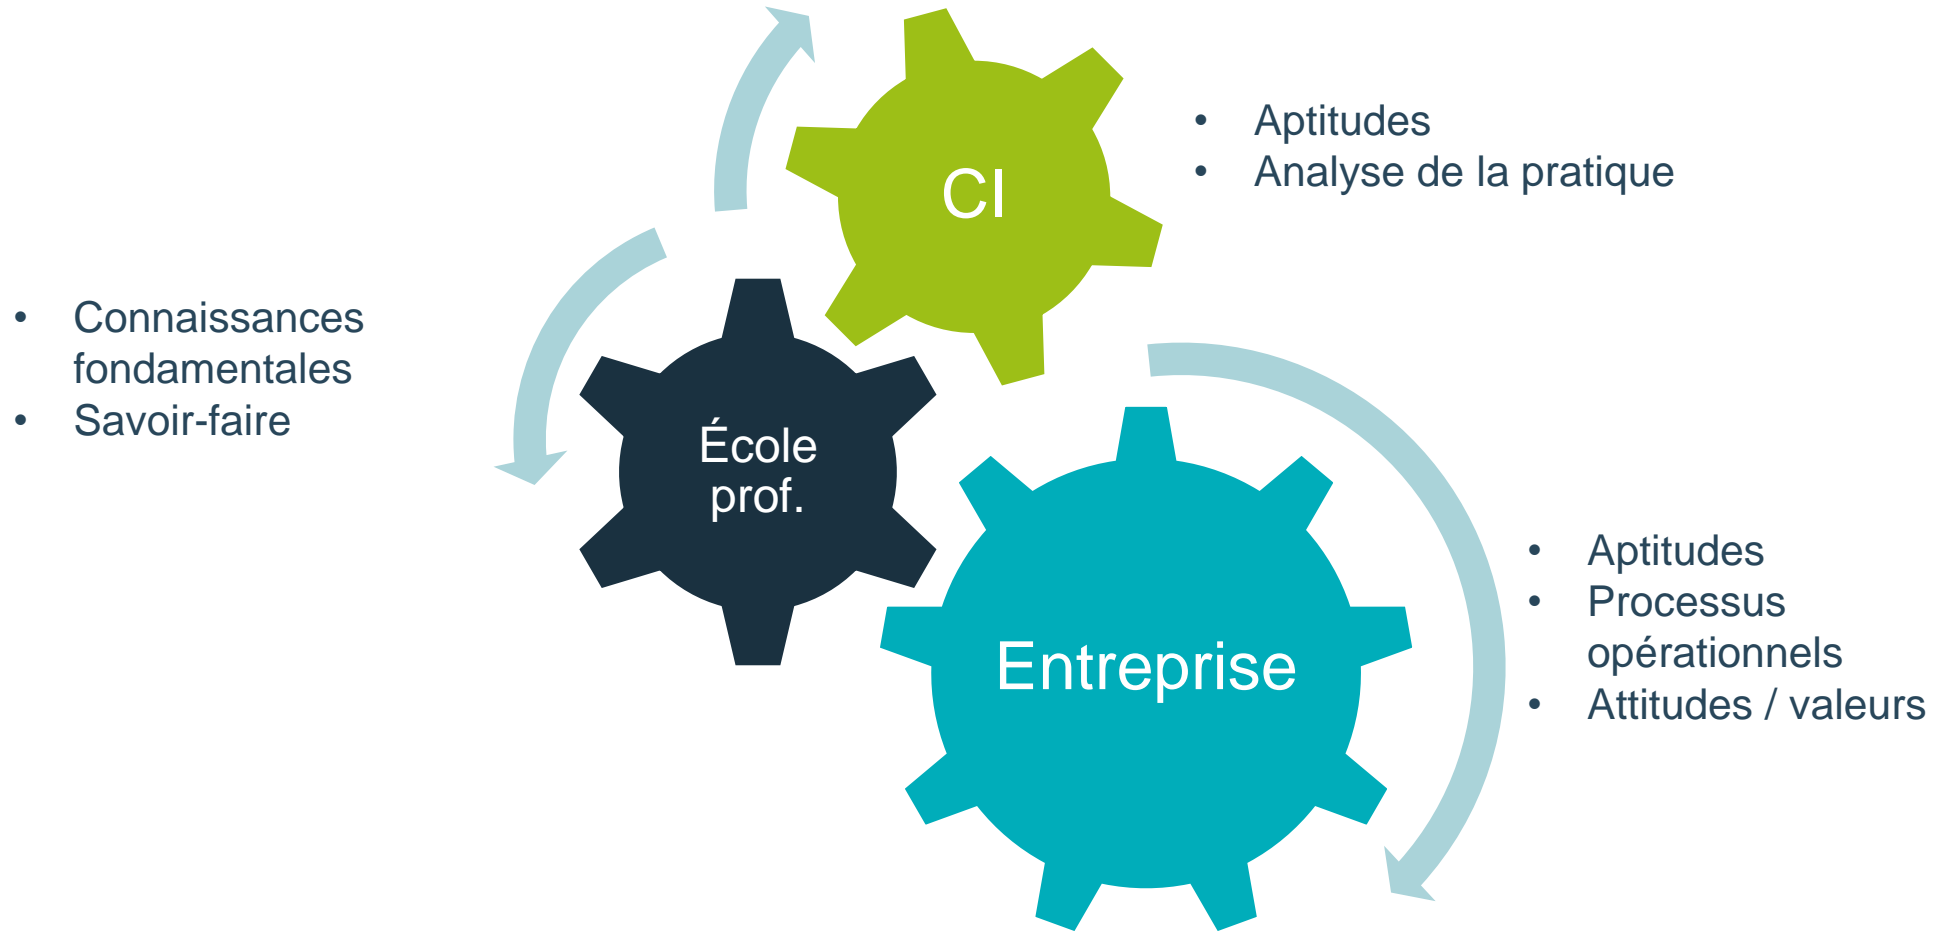 CI
• Aptitudes
• Analyse de la pratique
• Connaissances
fondamentales
• Savoir-faire
École
prof.
Entreprise
• Aptitudes
• Processus
opérationnels
• Attitudes / valeurs